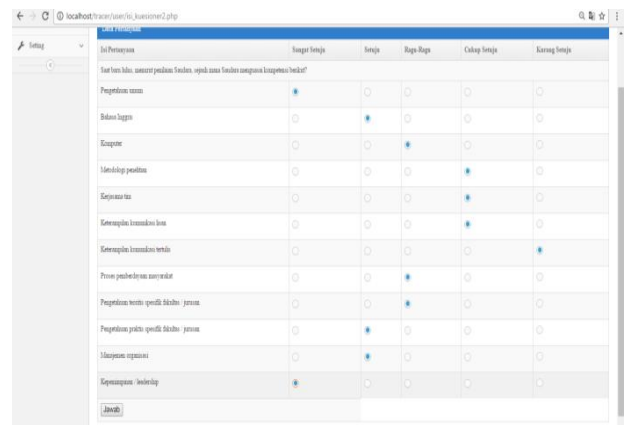 localhost/tracer/user/isi_kuesioner2.php
Seting
Data Pertanyaan
Isi Pertanyaan Sangat Setuju Setuju Ragu-Ragu Cukup Setuju Kurang Setuju
Saat baru lulus, menurut penilaian Saudara, sejauh mana Saudara menguasai kompetensi berikut?
Pengetahuan umum
Bahasa Inggris
Komputer
Metodologi penelitian
Kerjasama tim
Keterampilan komunikasi lisan
Keterampilan komunikasi tertulis
Proses pemberdayaan masyarakat
Pengetahuan teoritis spesifik fakultas / jurusan
Pengetahuan praktis spesifik fakultas / jurusan
Manajemen organisasi
Kepemimpinan / leadership
Jawab